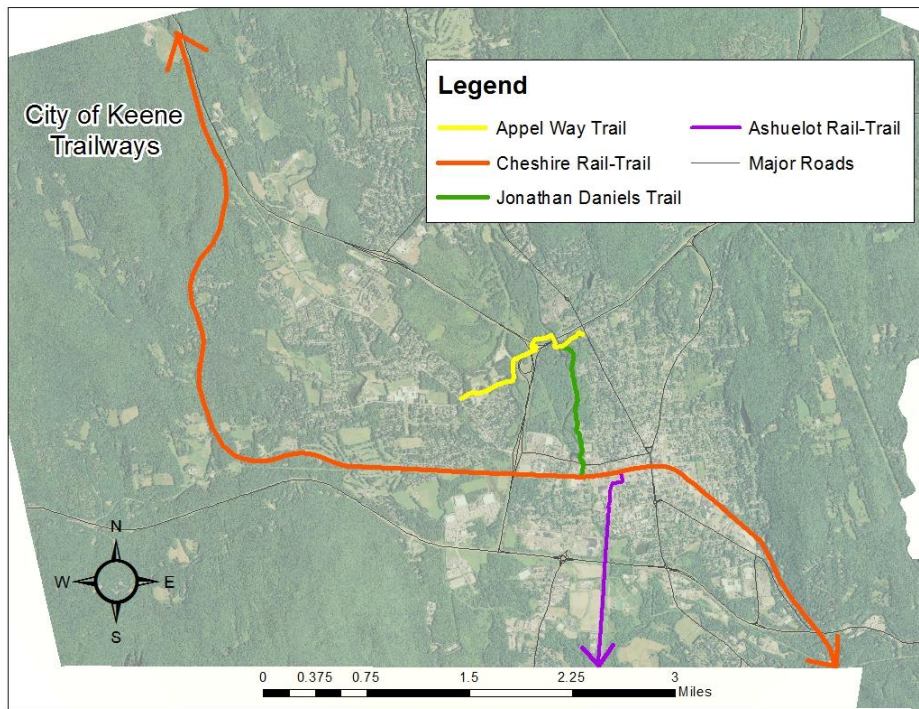 City of Keene
Trailways
Legend
Appel Way Trail
Ashuelot Rail-Trail
Cheshire Rail-Trail
Major Roads
Jonathan Daniels Trail
N
W
E
S
0 0.375 0.75 1.5 2.25 3
Miles